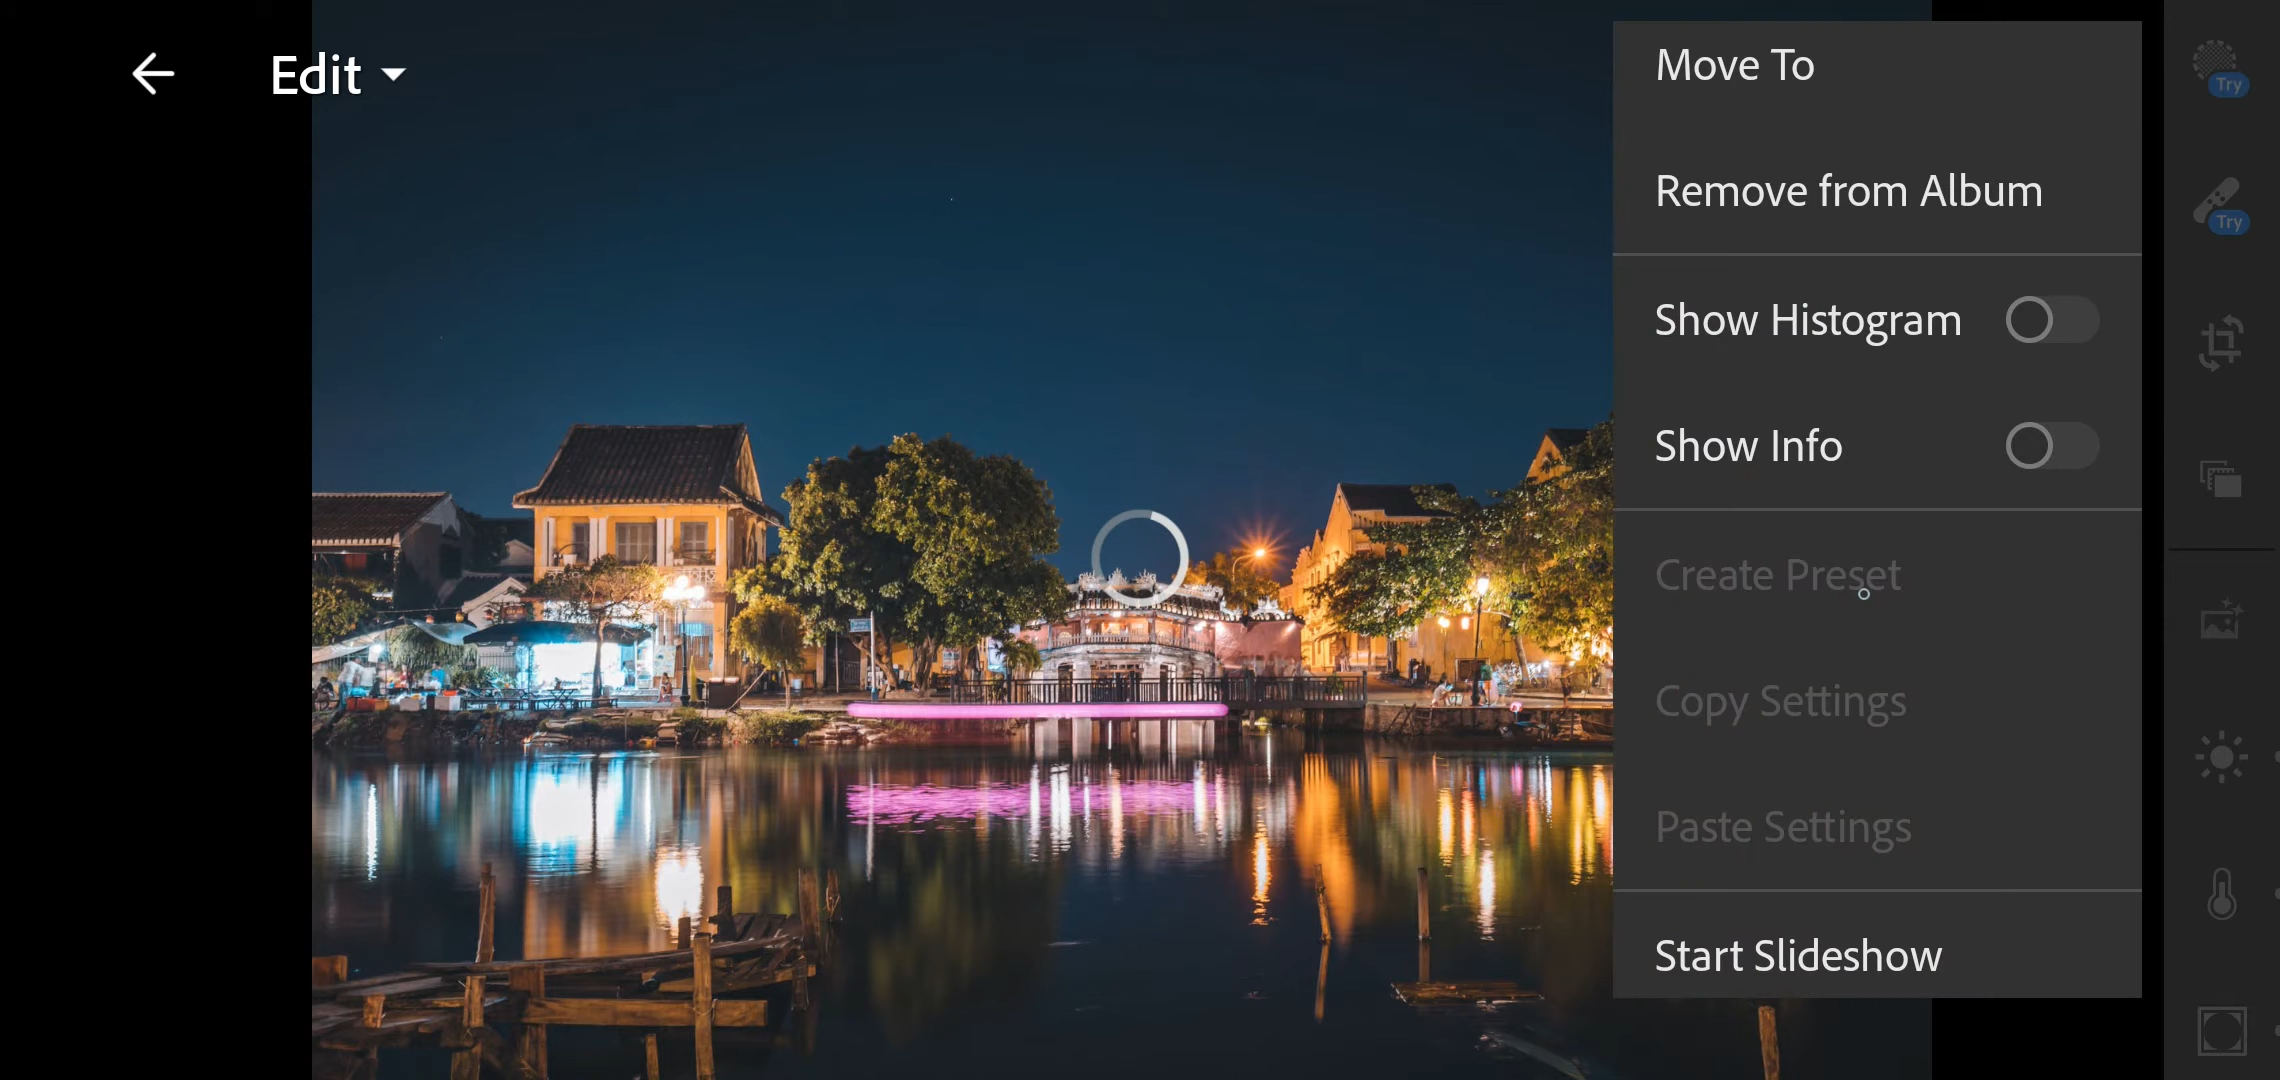 Edit
Move To
Remove from Album
Show Histogram
Show Info
Create Preset
Copy Settings
Paste Settings
Start Slideshow
Try
Try